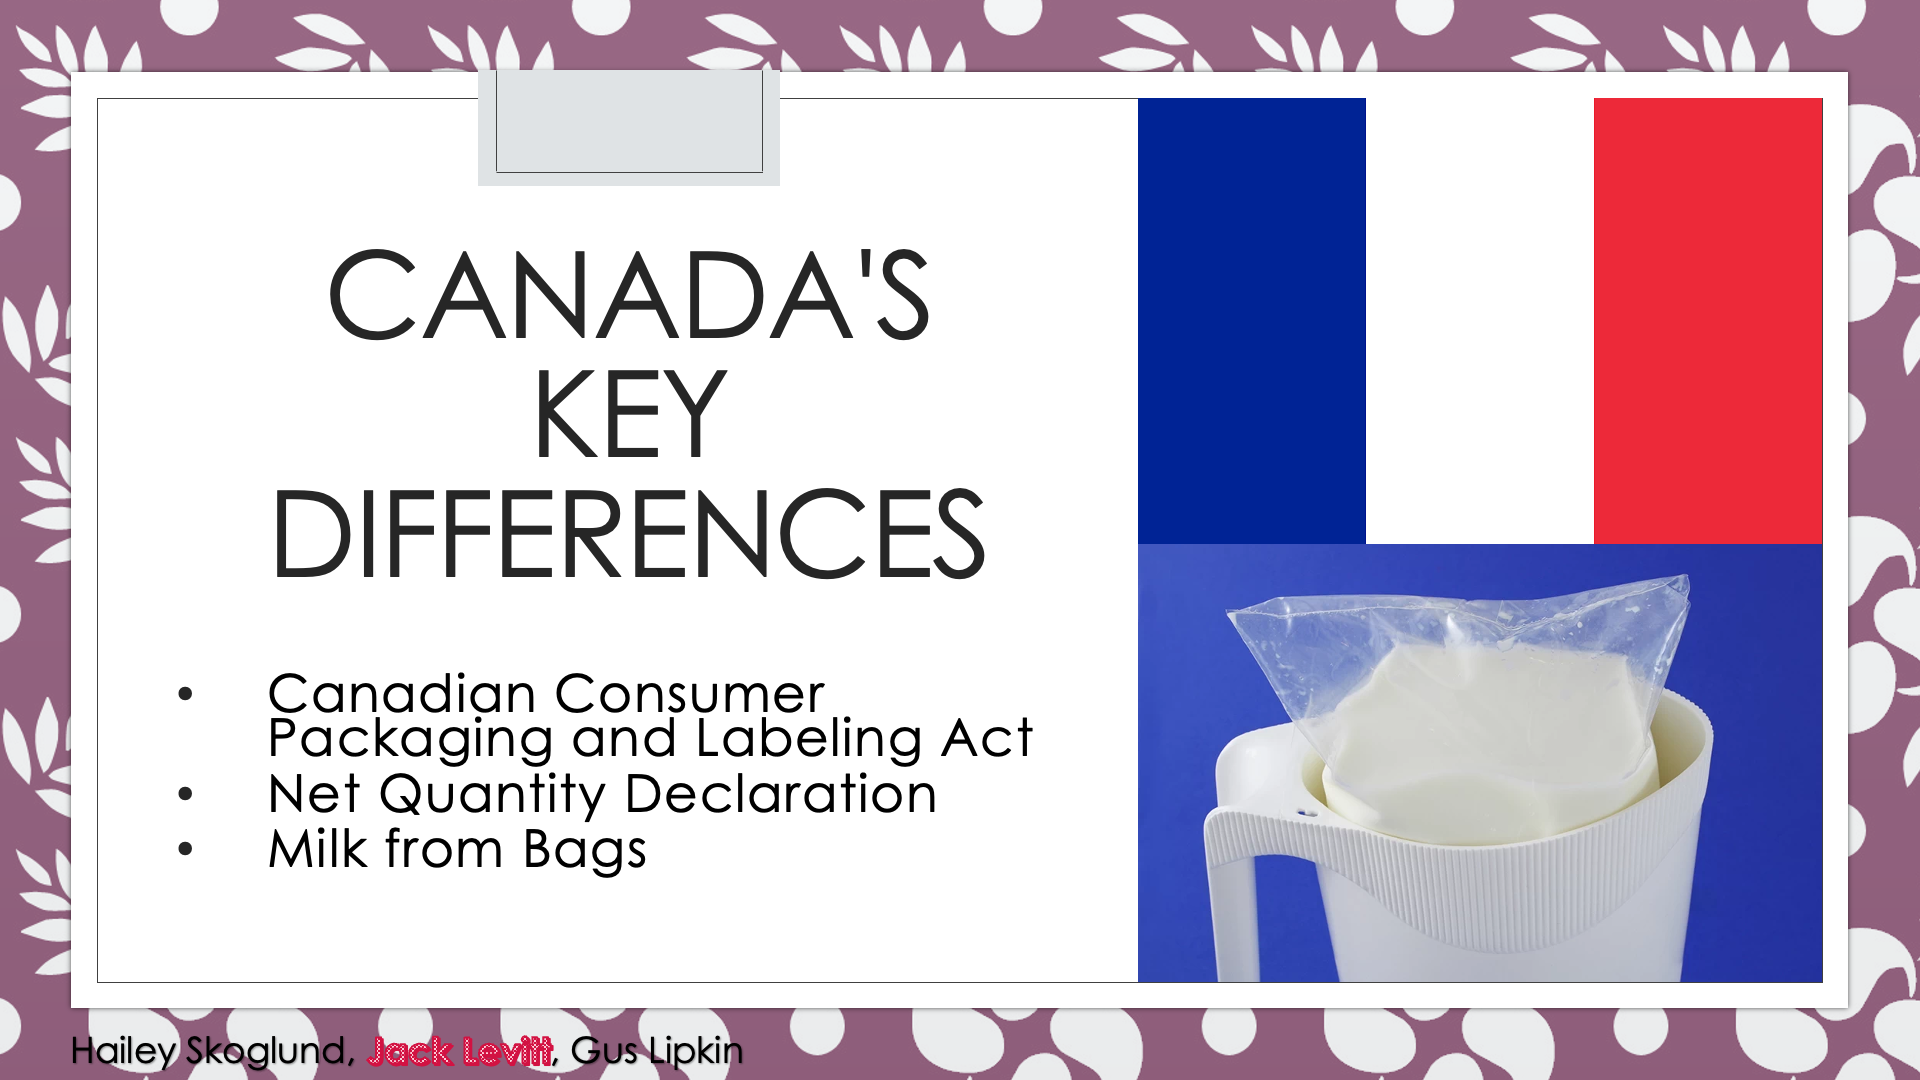 CANADA'S
KEY
DIFFERENCES
• Canadian Consumer
Packaging and Labeling Act
• Net Quantity Declaration
• Milk from Bags
Hailey Skoglund, Jack Levitt, Gus Lipkin